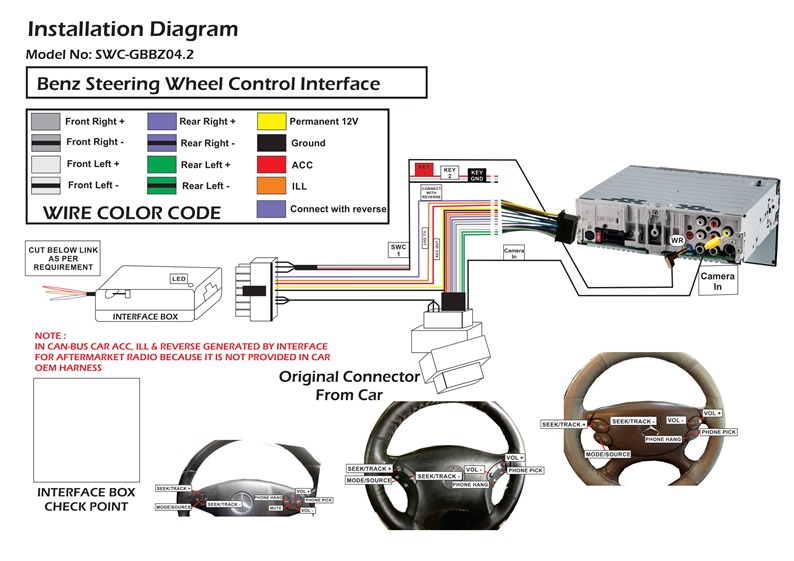 Installation Diagram
Model No: SWC-GBBZ04.2
Benz Steering Wheel Control Interface
Front Right +
Rear Right +
Permanent 12V
Front Right -
Rear Right -
Ground
Front Left +
Rear Left +
ACC
Front Left -
Rear Left -
ILL
Connect with reverse
WIRE COLOR CODE
KEY
KEY
2
KEY
GND
CONNECT
WITH
REVERSE
SWC
1
Camera
In
WR
Camera
In
CUT BELOW LINK
AS PER
REQUIREMENT
LED
INTERFACE BOX
NOTE :
IN CAN-BUS CAR ACC, ILL & REVERSE GENERATED BY INTERFACE
FOR AFTERMARKET RADIO BECAUSE IT IS NOT PROVIDED IN CAR
OEM HARNESS
Original Connector
From Car
INTERFACE BOX
CHECK POINT
SEEK/TRACK +
MODE/SOURCE
SEEK/TRACK -
PHONE HANG
MUTE
VOL +
PHONE PICK
VOL -
SEEK/TRACK +
MODE/SOURCE
SEEK/TRACK -
VOL -
PHONE HANG
VOL +
PHONE PICK
SEEK/TRACK +
MODE/SOURCE
SEEK/TRACK -
PHONE HANG
VOL -
VOL +
PHONE PICK